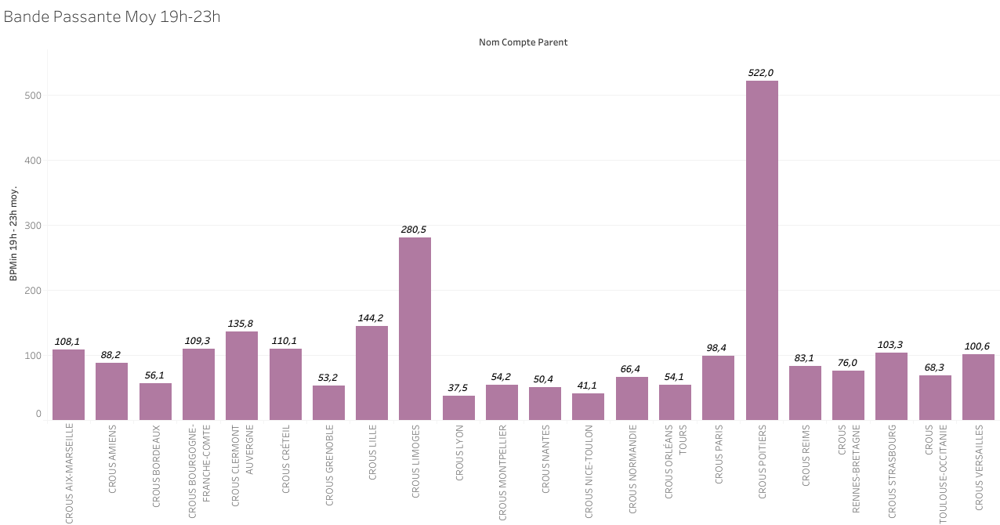 Bande Passante Moy 19h-23h
Nom Compte Parent
BPMin 19h - 23h moy.
500
400
300
200
100
0
108,1
88,2
56,1
109,3
135,8
110,1
53,2
144,2
280,5
37,5
54,2
50,4
41,1
66,4
54,1
98,4
522,0
83,1
76,0
103,3
68,3
100,6
CROUS AIX-MARSEILLE
CROUS AMIENS
CROUS BORDEAUX
CROUS BOURGOGNE-
FRANCHE-COMTE
CROUS CLERMONT
AUVERGNE
CROUS CRÉTEIL
CROUS GRENOBLE
CROUS LILLE
CROUS LIMOGES
CROUS LYON
CROUS MONTPELLIER
CROUS NANTES
CROUS NICE-TOULON
CROUS NORMANDIE
CROUS ORLÉANS
TOURS
CROUS PARIS
CROUS POITIERS
CROUS REIMS
CROUS
RENNES-BRETAGNE
CROUS STRASBOURG
CROUS
TOULOUSE-OCCITANIE
CROUS VERSAILLES